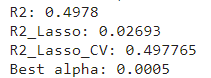 R2: 0.4978
R2_Lasso: 0.02693
R2_Lasso_CV: 0.497765
Best alpha: 0.0005